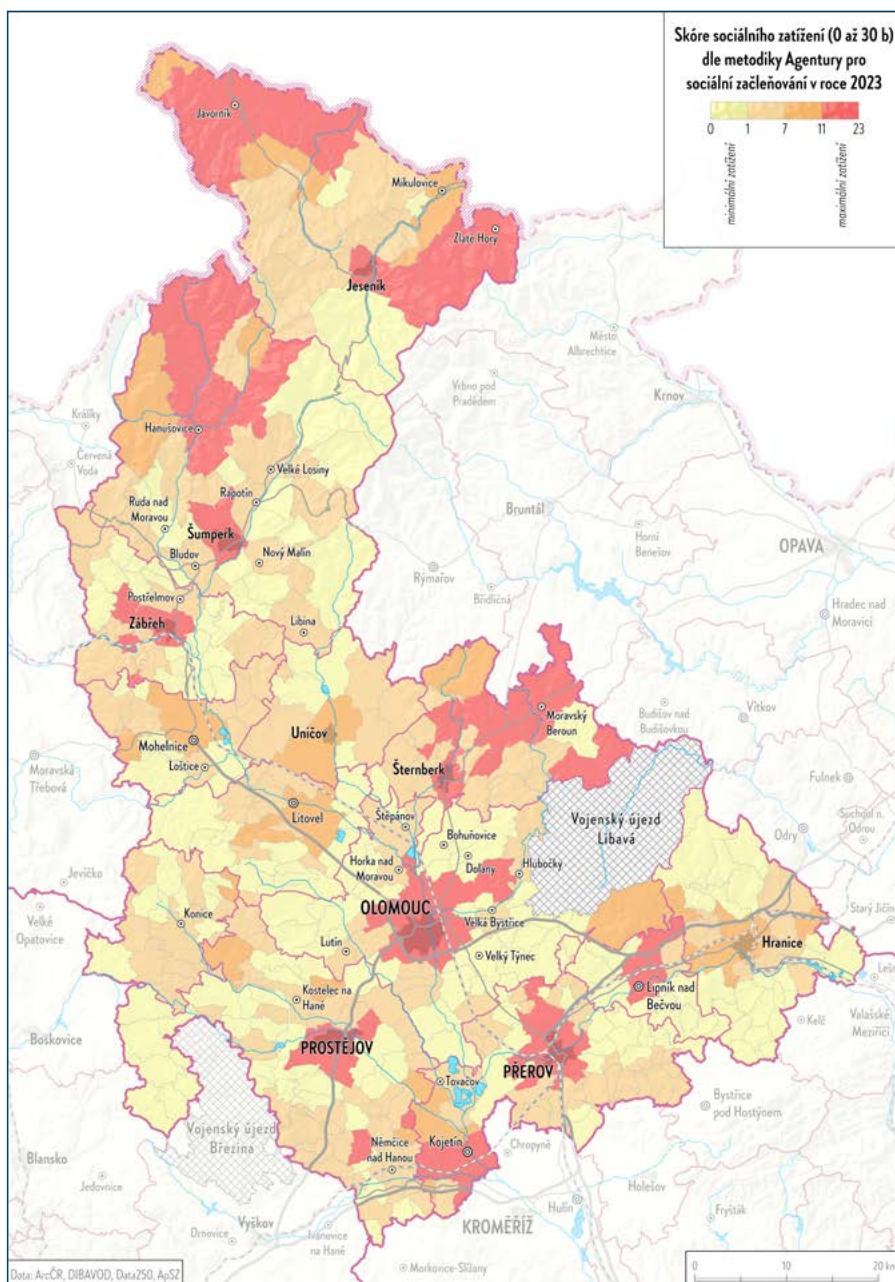 Skóre sociálního zatížení (0 až 30 b)
dle metodiky Agentury pro
sociální začleňování v roce 2023
0 1 7 11 23
minimální zatížení
maximální zatížení
Javorník
Mikulovice
Zlaté Hory
Jeseník
Město
Albrechtice
Vrbno pod
Pradědem
Krnov
Králíky
Červená
Voda
Hanušovice
Velké Losiny
Rapotín
Ruda nad
Moravou
Šumperk
Bludov
Nový Malín
Bruntál
Horní
Benešov
OPAVA
Rýmařov
Břidličná
Hradec nad
Moravicí
Postřelmov
Zábřeh
Libina
Moravský
Beroun
Budišov nad
Budišovkou
Vítkov
Uničov
Mohelnice
Loštice
Šternberk
Moravská
Třebová
Fulnek
Litovel
Štěpánov
Bohuňovice
Vojenský újezd
Libavá
Suchdol n.
Odrou
Odry
Horka nad
Moravou
Dolany
Hlubočky
Jevíčko
OLOMOUC
Velké
Opatovice
Konice
Velká Bystřice
Starý Jičín
Lutín
Velký Týnec
Hranice
Kostelec na
Hané
Lipník nad
Bečvou
Kelč
Valašské
Meziříčí
Boskovice
PROSTĚJOV
PŘEROV
Tovačov
Bystřice
pod Hostýnem
Vojenský újezd
Březina
Němčice
nad Hanou
Kojetín
Chropyně
Blansko
Jedovnice
Holešov
Hulín
Fryšták
Vyškov
Drnovice
Ivanovice
na Hané
KROMĚŘÍŽ
Morkovice-Slížany
Data: ArcČR, DIBAVOD, Data250, ApSZ
0 10 20